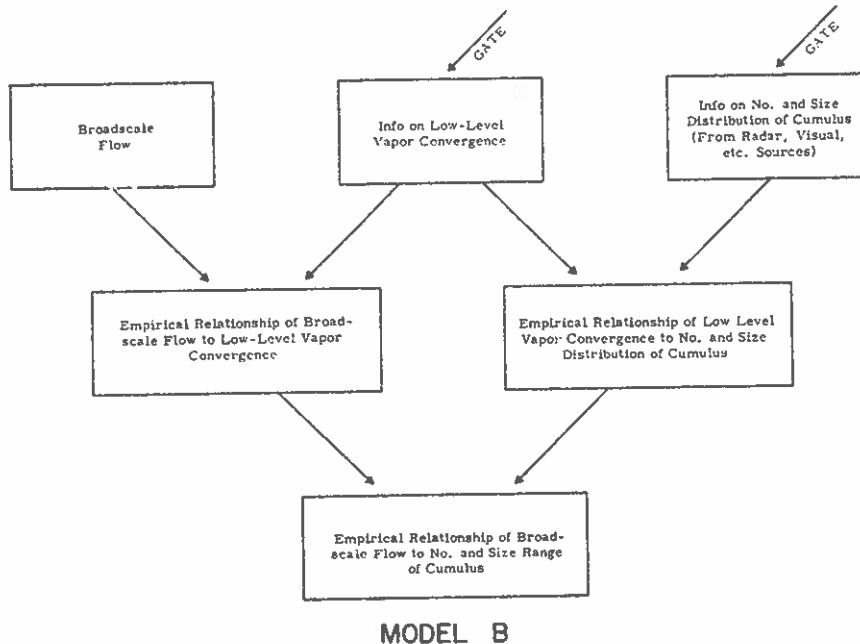 GATE
GATE
Broadscale
Flow
Info on Low-Level
Vapor Convergence
Info on No. and Size
Distribution of Cumulus
(From Radar, Visual,
etc. Sources)
Empirical Relationship of Broad-
scale Flow to Low-Level Vapor
Convergence
Empirical Relationship of Low Level
Vapor Convergence to No. and Size
Distribution of Cumulus
Empirical Relationship of Broad-
scale Flow to No. and Size Range
of Cumulus
MODEL B